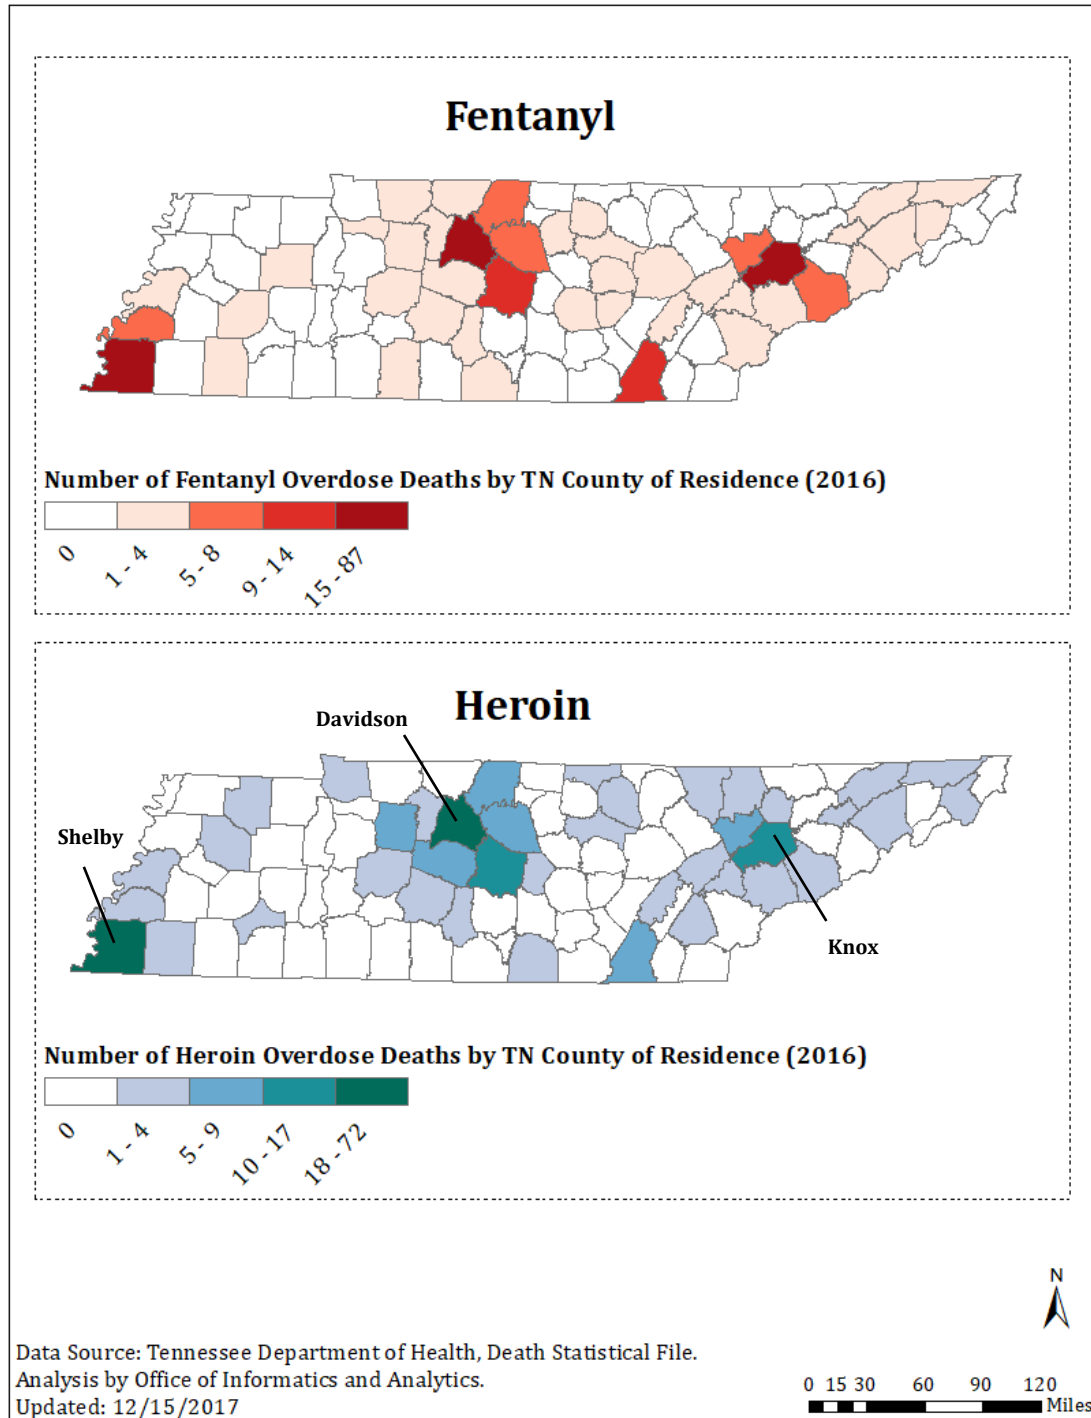 Fentanyl
Number of Fentanyl Overdose Deaths by TN County of Residence (2016)
0
1 - 4
5 - 8
9 - 14
15 - 87
Heroin
Davidson
Shelby
Knox
Number of Heroin Overdose Deaths by TN County of Residence (2016)
0
1 - 4
5 - 9
10 - 17
18 - 72
N
Data Source: Tennessee Department of Health, Death Statistical File.
Analysis by Office of Informatics and Analytics.
Updated: 12/15/2017
0 15 30 60 90 120
Miles